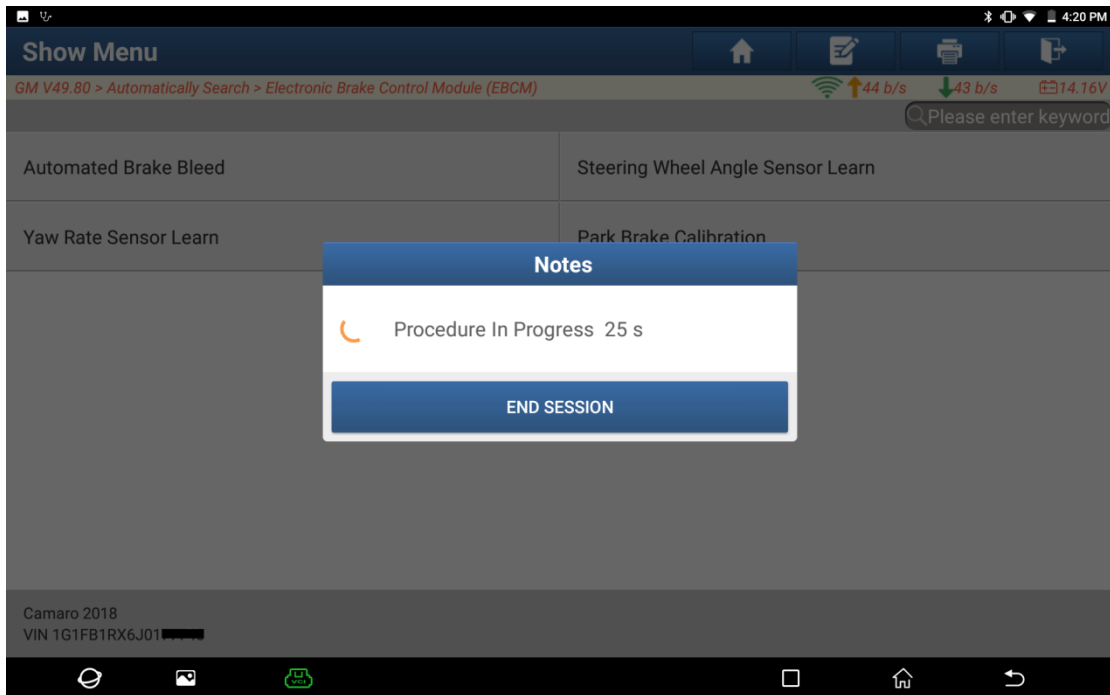 4:20 PM
Show Menu
GM V49.80 > Automatically Search > Electronic Brake Control Module (EBCM)
44 b/s
43 b/s
14.16V
Please enter keyword
Automated Brake Bleed
Steering Wheel Angle Sensor Learn
Yaw Rate Sensor Learn
Park Brake Calibration
Notes
Procedure In Progress 25 s
END SESSION
Camaro 2018
VIN 1G1FB1RX6J01
VCI